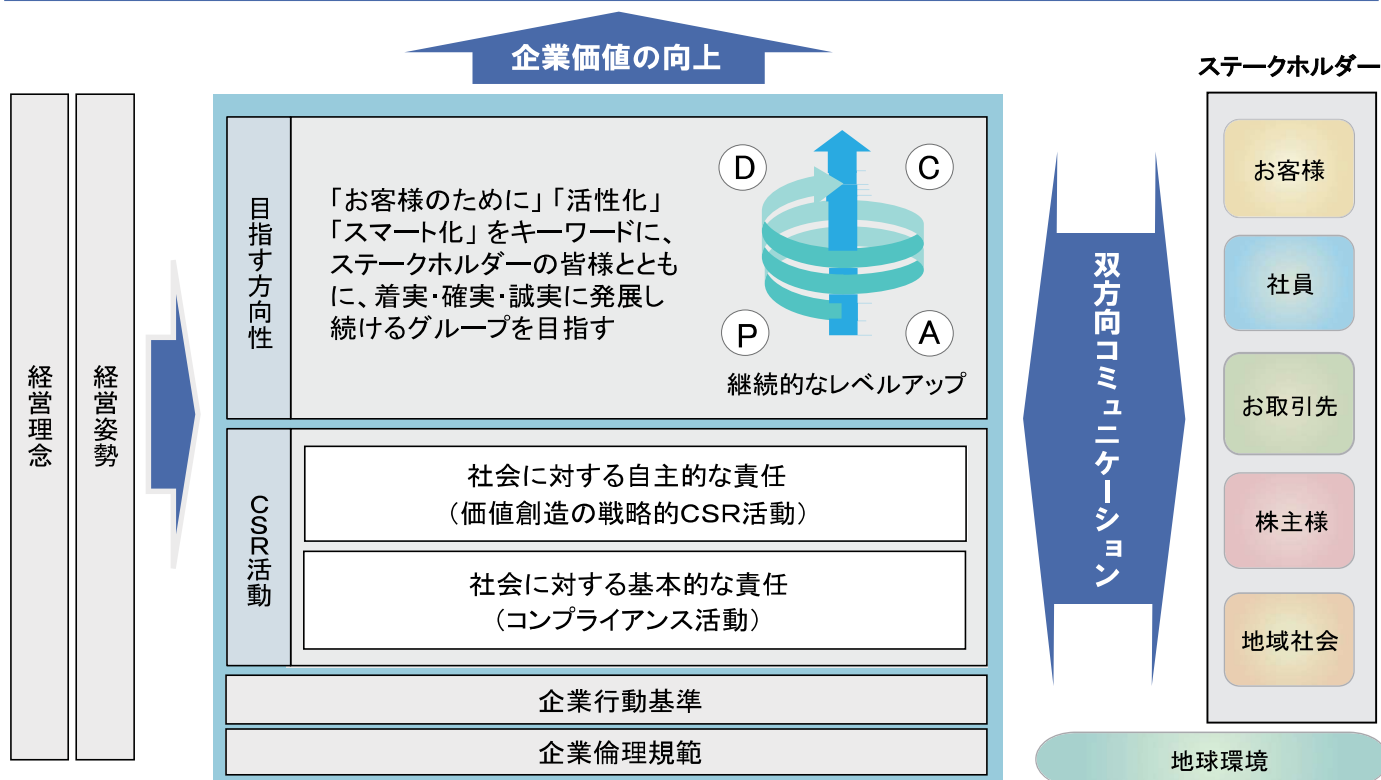 企業価値の向上
経営理念
経営姿勢
目指す方向性
「お客様のために」「活性化」
「スマート化」をキーワードに、
ステークホルダーの皆様ととも
に、着実・確実・誠実に発展し
続けるグループを目指す
D
C
P
A
継続的なレベルアップ
CSR活動
社会に対する自主的な責任
（価値創造の戦略的CSR活動）
社会に対する基本的な責任
（コンプライアンス活動）
企業行動基準
企業倫理規範
双方向コミュニケーション
ステークホルダー
お客様
社員
お取引先
株主様
地域社会
地球環境